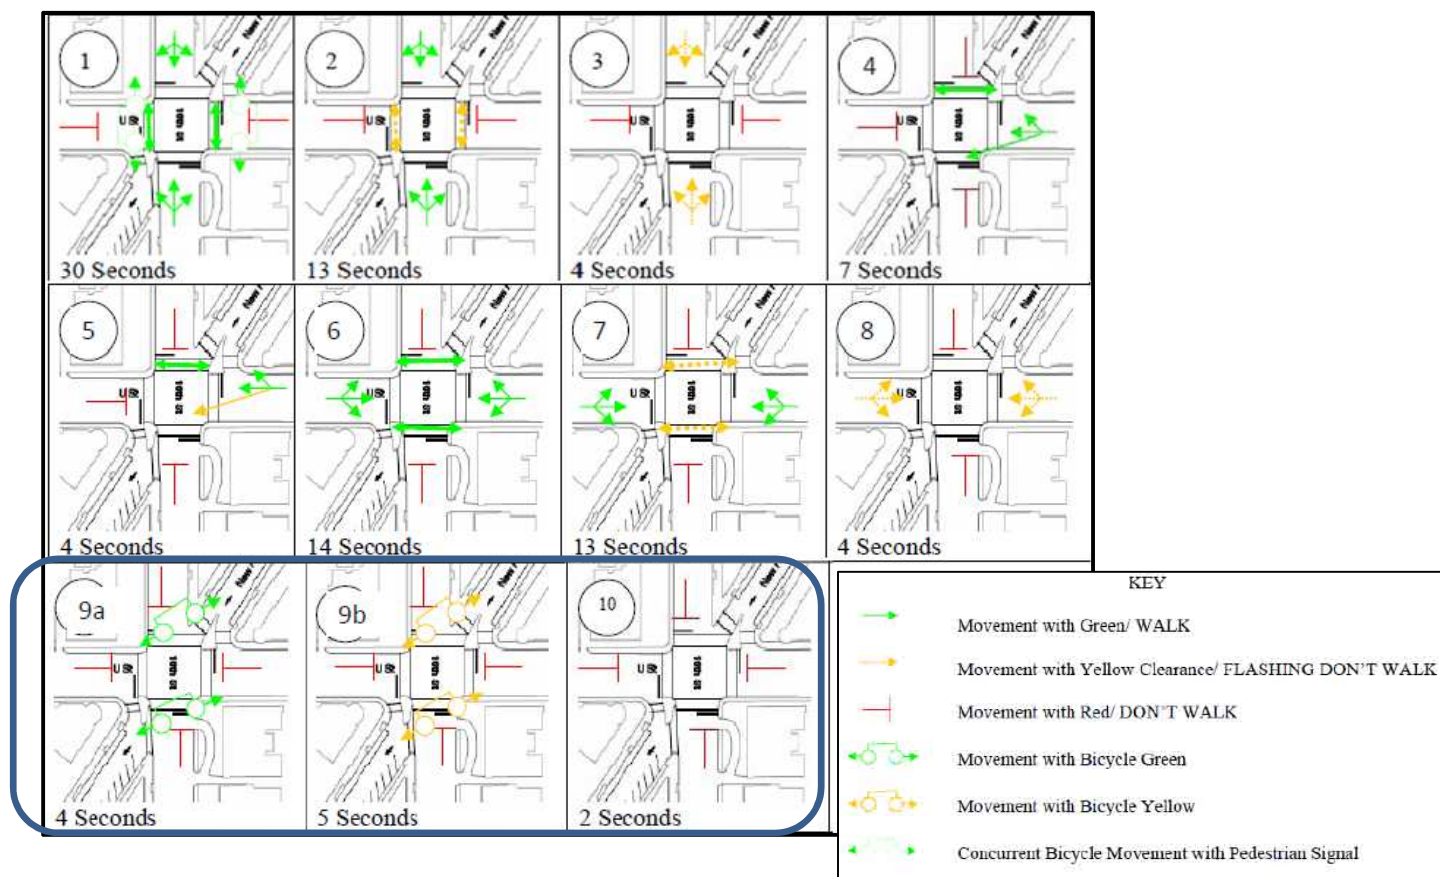 1
2
3
4
30 Seconds
13 Seconds
4 Seconds
7 Seconds
5
6
7
8
4 Seconds
14 Seconds
13 Seconds
4 Seconds
9a
9b
10
4 Seconds
5 Seconds
2 Seconds
KEY
Movement with Green/ WALK
Movement with Yellow Clearance/ FLASHING DON'T WALK
Movement with Red/ DON'T WALK
Movement with Bicycle Green
Movement with Bicycle Yellow
Concurrent Bicycle Movement with Pedestrian Signal